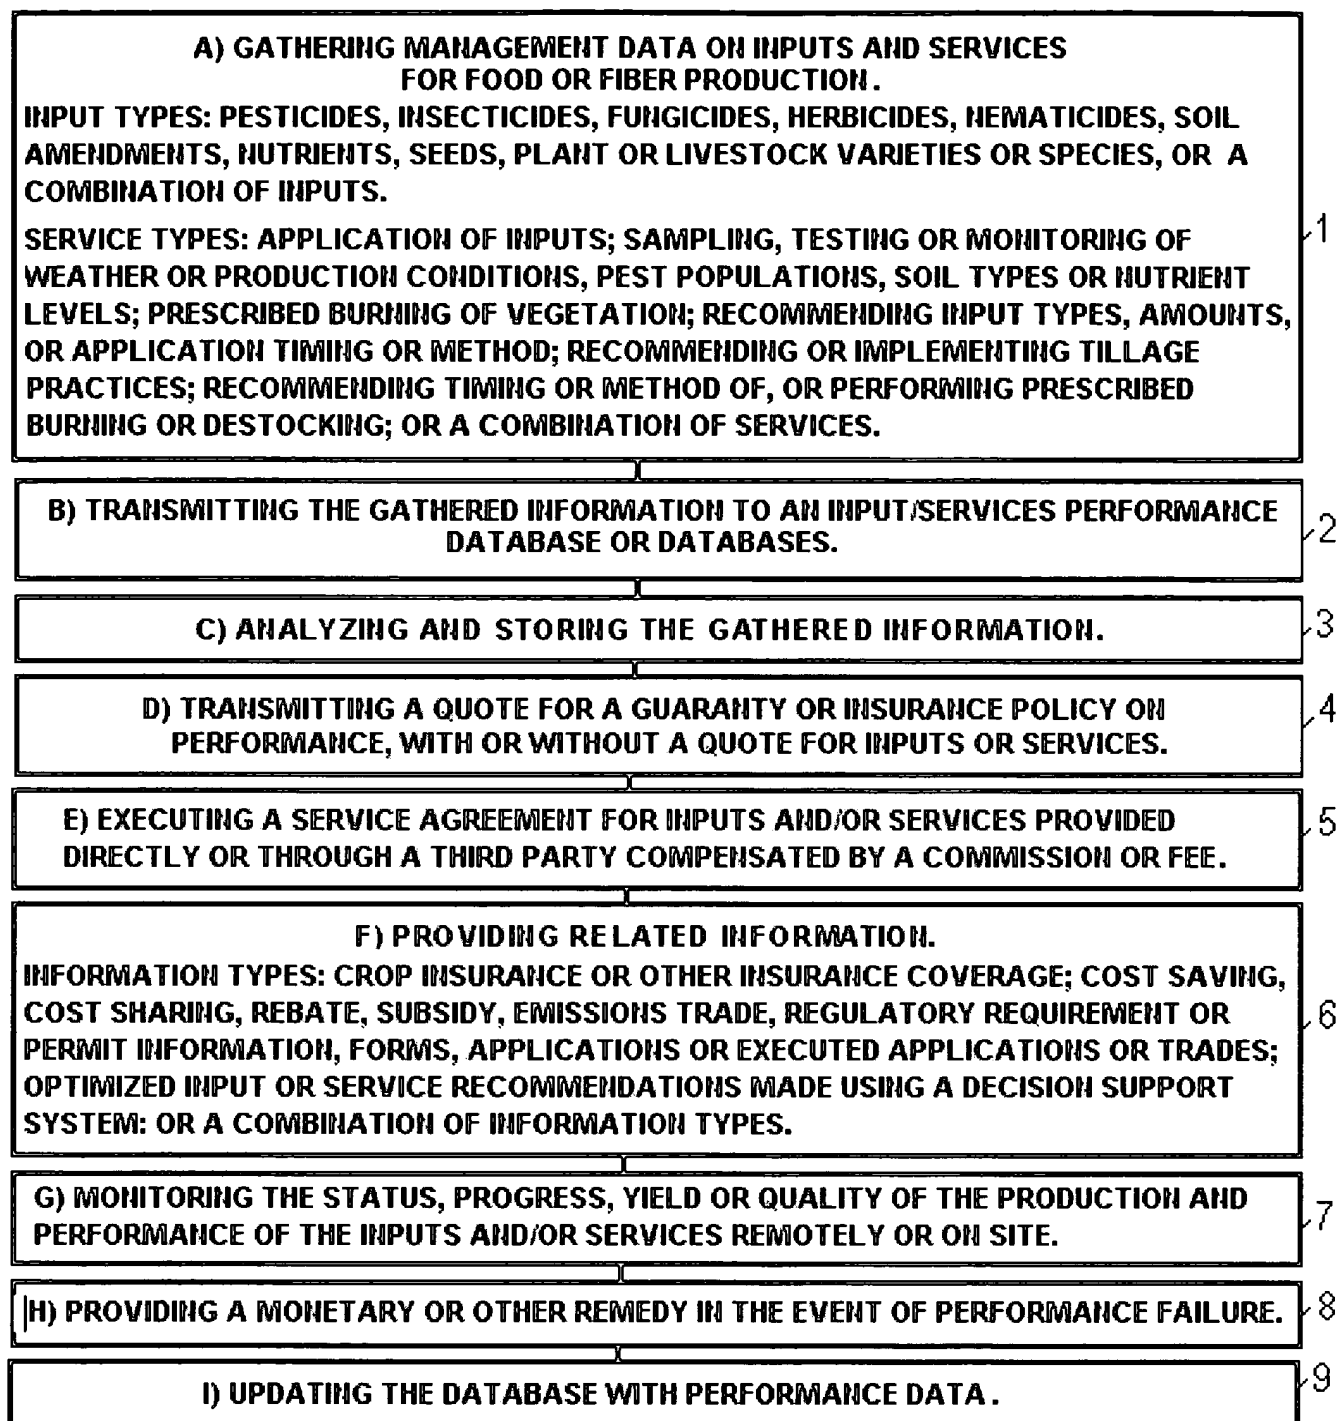 A) GATHERING MANAGEMENT DATA ON INPUTS AND SERVICES
FOR FOOD OR FIBER PRODUCTION.
INPUT TYPES: PESTICIDES, INSECTICIDES, FUNGICIDES, HERBICIDES, NEMATICIDES, SOIL
AMENDMENTS, NUTRIENTS, SEEDS, PLANT OR LIVESTOCK VARIETIES OR SPECIES, OR A
COMBINATION OF INPUTS.
SERVICE TYPES: APPLICATION OF INPUTS; SAMPLING, TESTING OR MONITORING OF
WEATHER OR PRODUCTION CONDITIONS, PEST POPULATIONS, SOIL TYPES OR NUTRIENT
LEVELS; PRESCRIBED BURNING OF VEGETATION; RECOMMENDING INPUT TYPES, AMOUNTS,
OR APPLICATION TIMING OR METHOD; RECOMMENDING OR IMPLEMENTING TILLAGE
PRACTICES; RECOMMENDING TIMING OR METHOD OF, OR PERFORMING PRESCRIBED
BURNING OR DESTOCKING; OR A COMBINATION OF SERVICES.
1
B) TRANSMITTING THE GATHERED INFORMATION TO AN INPUT/SERVICES PERFORMANCE
DATABASE OR DATABASES.
2
C) ANALYZING AND STORING THE GATHERED INFORMATION.
3
D) TRANSMITTING A QUOTE FOR A GUARANTY OR INSURANCE POLICY ON
PERFORMANCE, WITH OR WITHOUT A QUOTE FOR INPUTS OR SERVICES.
4
E) EXECUTING A SERVICE AGREEMENT FOR INPUTS AND/OR SERVICES PROVIDED
DIRECTLY OR THROUGH A THIRD PARTY COMPENSATED BY A COMMISSION OR FEE.
5
F) PROVIDING RELATED INFORMATION.
INFORMATION TYPES: CROP INSURANCE OR OTHER INSURANCE COVERAGE; COST SAVING,
COST SHARING, REBATE, SUBSIDY, EMISSIONS TRADE, REGULATORY REQUIREMENT OR
PERMIT INFORMATION, FORMS, APPLICATIONS OR EXECUTED APPLICATIONS OR TRADES;
OPTIMIZED INPUT OR SERVICE RECOMMENDATIONS MADE USING A DECISION SUPPORT
SYSTEM: OR A COMBINATION OF INFORMATION TYPES.
6
G) MONITORING THE STATUS, PROGRESS, YIELD OR QUALITY OF THE PRODUCTION AND
PERFORMANCE OF THE INPUTS AND/OR SERVICES REMOTELY OR ON SITE.
7
H) PROVIDING A MONETARY OR OTHER REMEDY IN THE EVENT OF PERFORMANCE FAILURE.
8
I) UPDATING THE DATABASE WITH PERFORMANCE DATA.
9